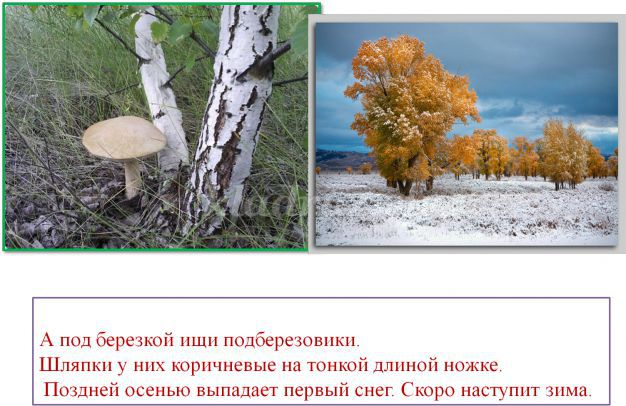 А под березкой ищи подберезовики.
Шляпки у них коричневые на тонкой длиной ножке.
Поздней осенью выпадает первый снег. Скоро наступит зима.